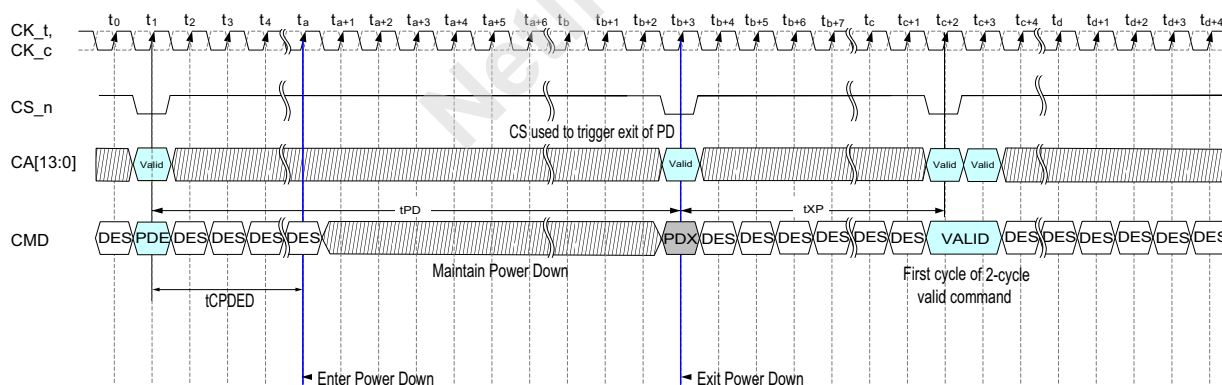 t0 t1 t2 t3 t4 ta ta+1 ta+2 ta+3 ta+4 ta+5 ta+6 tb tb+1 tb+2 tb+3 tb+4 tb+5 tb+6 tb+7 tc tc+1 tc+2 tc+3 tc+4 td td+1 td+2 td+3 td+4
CK_t,
CK_c
CS_n
CS used to trigger exit of PD
CA[13:0] Valid Valid Valid Valid
tPD tXP
CMD DES PDE DES DES DES DES PDX DES DES DES DES DES DES VALID DES DES DES DES DES DES
Maintain Power Down
First cycle of 2-cycle
valid command
tCPDED
Enter Power Down Exit Power Down